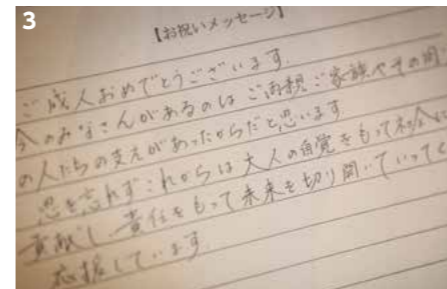 3
【お祝いメッセージ】
ご成人おめでとうございます。
今のみなさんがあるのは ご両親 ご家族やその周
の人たちの支えがあったからだと思います
恩を忘れず これからは大人の自覚をもって社会に
貢献し 責任をもって未来を切り開いていってく
応援しています